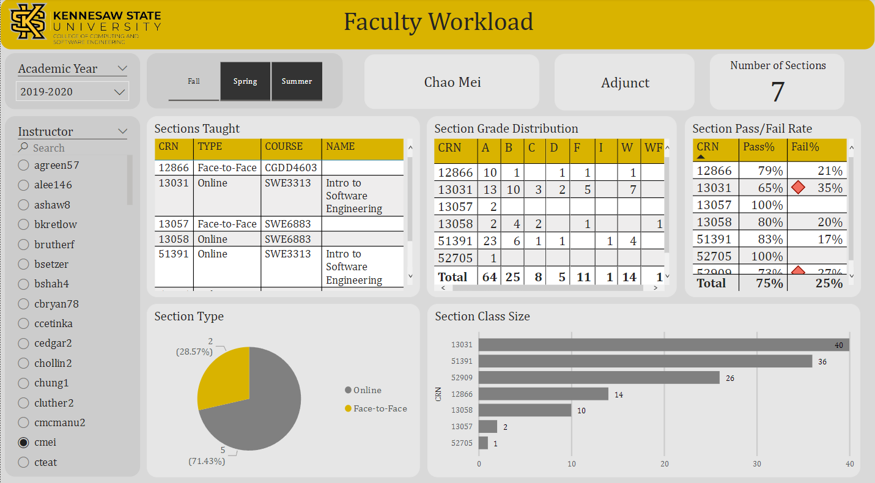 KENNESAW STATE
UNIVERSITY
COLLEGE OF COMPUTING AND
SOFTWARE ENGINEERING
Faculty Workload
Academic Year
2019-2020
Fall Spring Summer
Chao Mei
Adjunct
Number of Sections
7
Instructor
Search
agreen57
alee146
ashaw8
bkretlow
brutherf
bsetzer
bshah4
cbryan78
ccetinka
cedgar2
chollin2
chung1
cluther2
cmcmanu2
cmei
cteat
Sections Taught
CRN TYPE COURSE NAME
12866 Face-to-Face CGDD4603
13031 Online SWE3313 Intro to
Software
Engineering
13057 Face-to-Face SWE6883
13058 Online SWE6883
51391 Online SWE3313 Intro to
Software
Engineering
Section Grade Distribution
CRN A B C D F I W WF
12866 10 1 1 1 1
13031 13 10 3 2 5 7
13057 2
13058 2 4 2 1 1
51391 23 6 1 1 1 4
52705 1
Total 64 25 8 5 11 1 14 1
Section Pass/Fail Rate
CRN Pass% Fail%
12866 79% 21%
13031 65% 35%
13057 100%
13058 80% 20%
51391 83% 17%
52705 100%
52909 73% 27%
Total 75% 25%
Section Type
2
(28.57%)
5
(71.43%)
Online
Face-to-Face
Section Class Size
CRN
13031 40
51391 36
52909 26
12866 14
13058 10
13057 2
52705 1
0 10 20 30 40